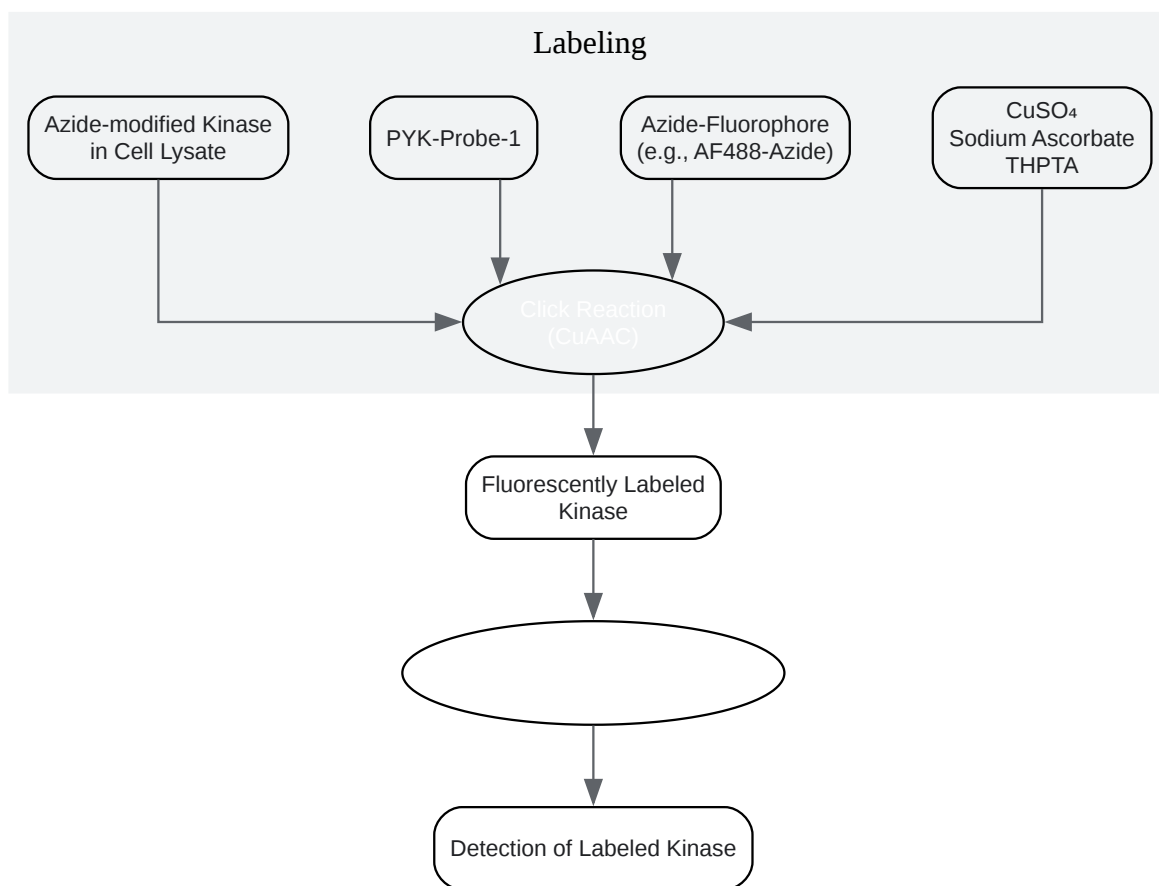 Labeling
Azide-modified Kinase
in Cell Lysate
PYK-Probe-1
Azide-Fluorophore
(e.g., AF488-Azide)
CuSO₄
Sodium Ascorbate
THPTA
Click Reaction
(CuAAC)
Fluorescently Labeled
Kinase
Detection of Labeled Kinase